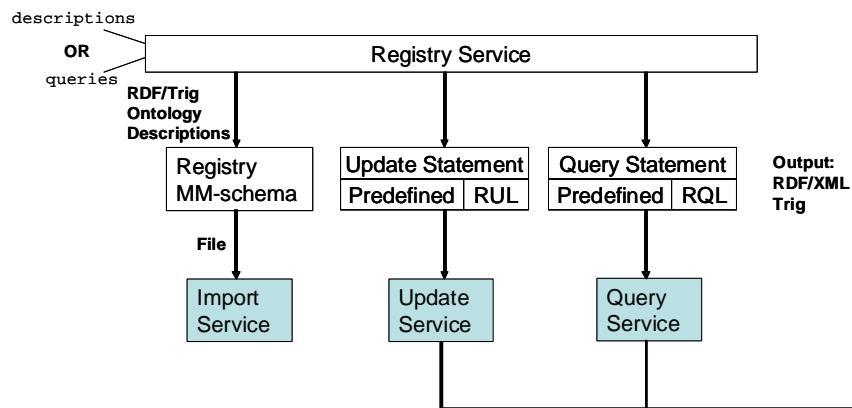 descriptions
OR
queries
Registry Service
RDF/Trig
Ontology
Descriptions
Registry
MM-schema
Update Statement
Predefined RUL
Query Statement
Predefined RQL
Output:
RDF/XML
Trig
File
Import
Service
Update
Service
Query
Service